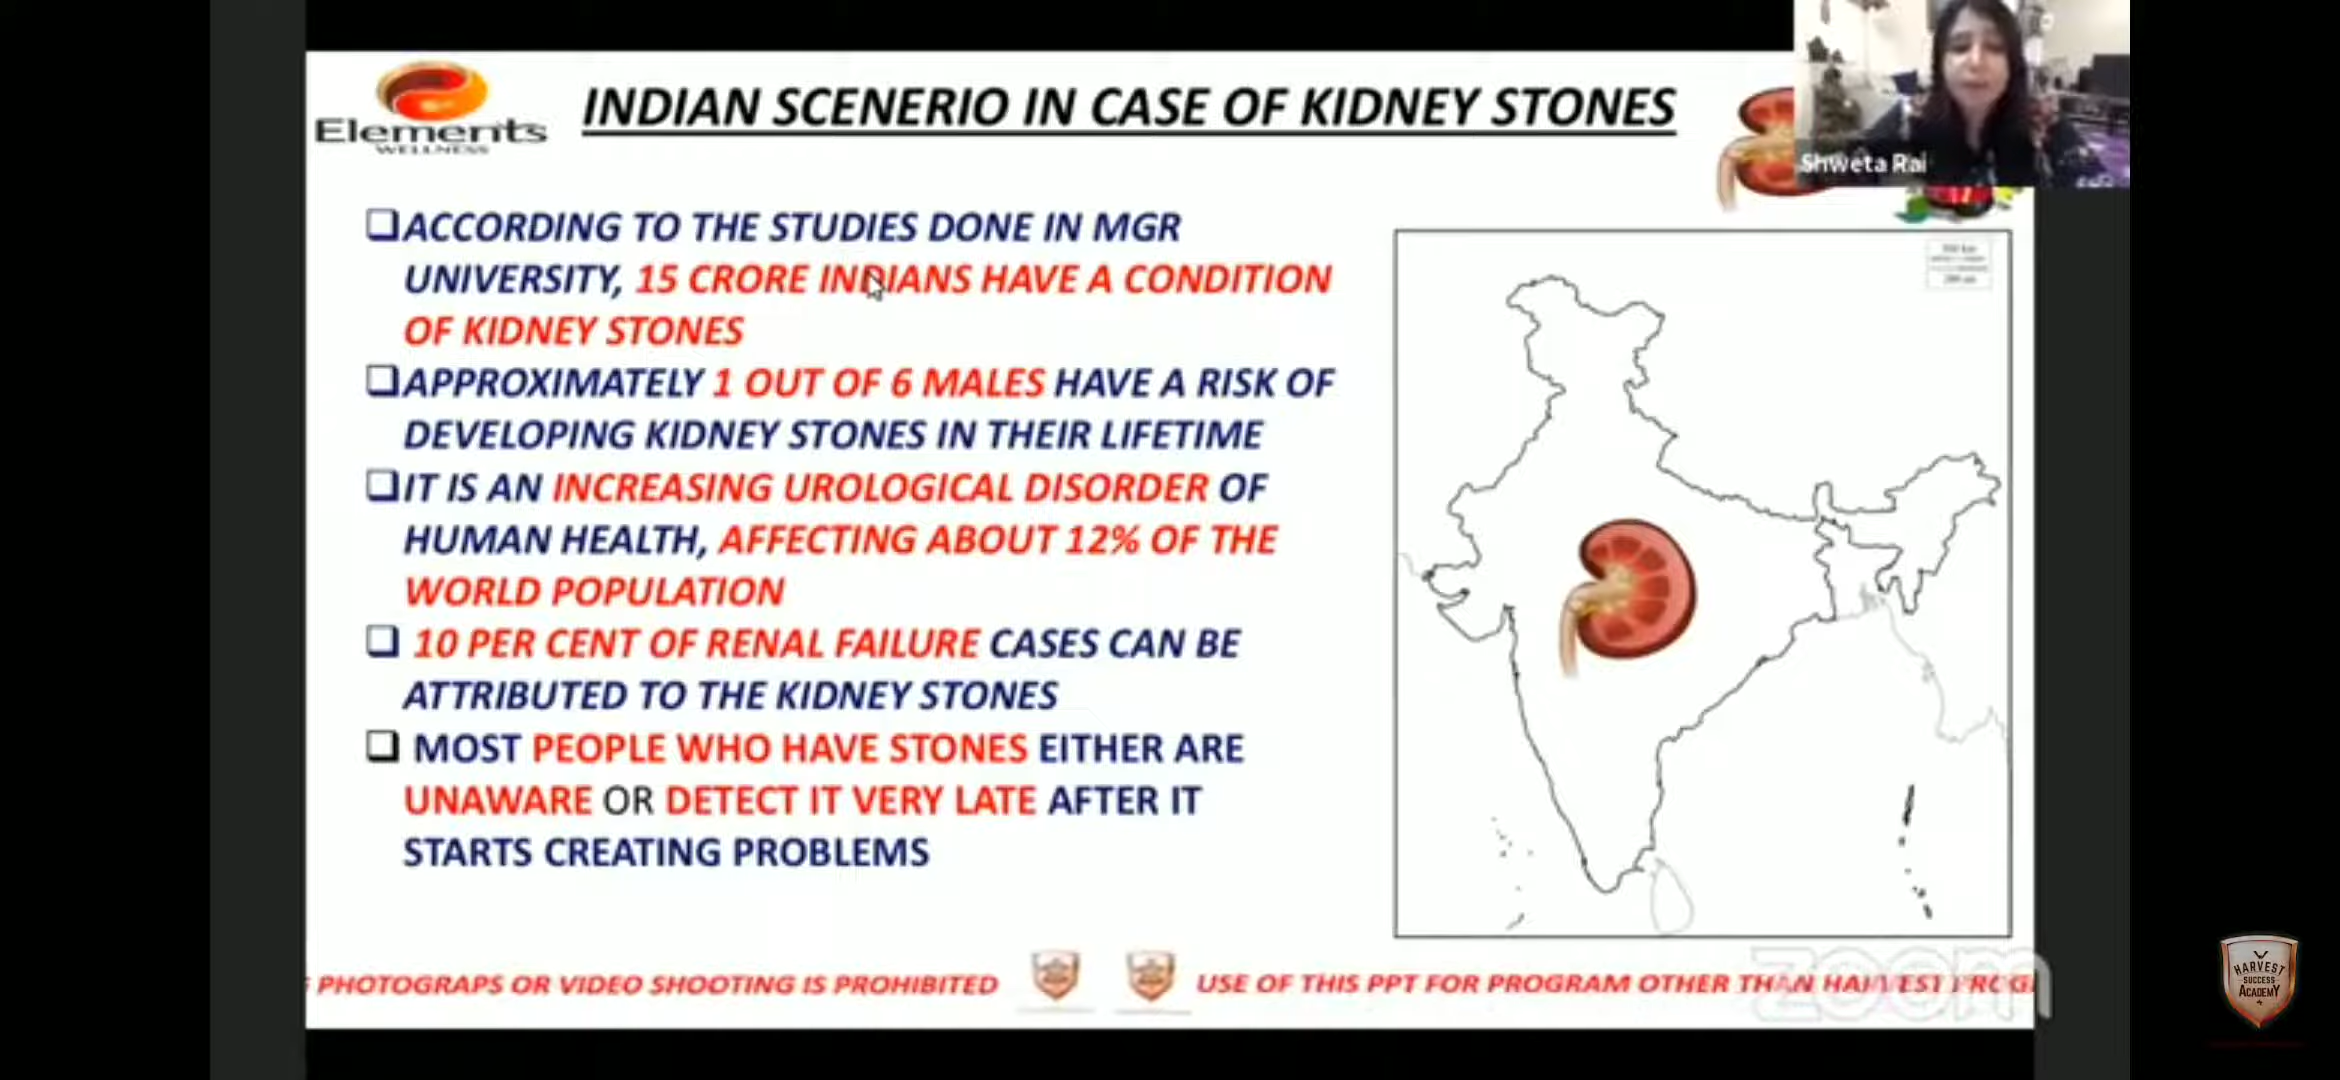 Elements
WELLNESS
INDIAN SCENERIO IN CASE OF KIDNEY STONES
Shweta Rai
❑ACCORDING TO THE STUDIES DONE IN MGR
UNIVERSITY, 15 CRORE INDIANS HAVE A CONDITION
OF KIDNEY STONES
❑APPROXIMATELY 1 OUT OF 6 MALES HAVE A RISK OF
DEVELOPING KIDNEY STONES IN THEIR LIFETIME
❑IT IS AN INCREASING UROLOGICAL DISORDER OF
HUMAN HEALTH, AFFECTING ABOUT 12% OF THE
WORLD POPULATION
❑ 10 PER CENT OF RENAL FAILURE CASES CAN BE
ATTRIBUTED TO THE KIDNEY STONES
❑ MOST PEOPLE WHO HAVE STONES EITHER ARE
UNAWARE OR DETECT IT VERY LATE AFTER IT
STARTS CREATING PROBLEMS
PHOTOGRAPS OR VIDEO SHOOTING IS PROHIBITED
USE OF THIS PPT FOR PROGRAM OTHER THAN HARVEST PROG
zoom
HARVEST
SUCCESS
ACADEMY